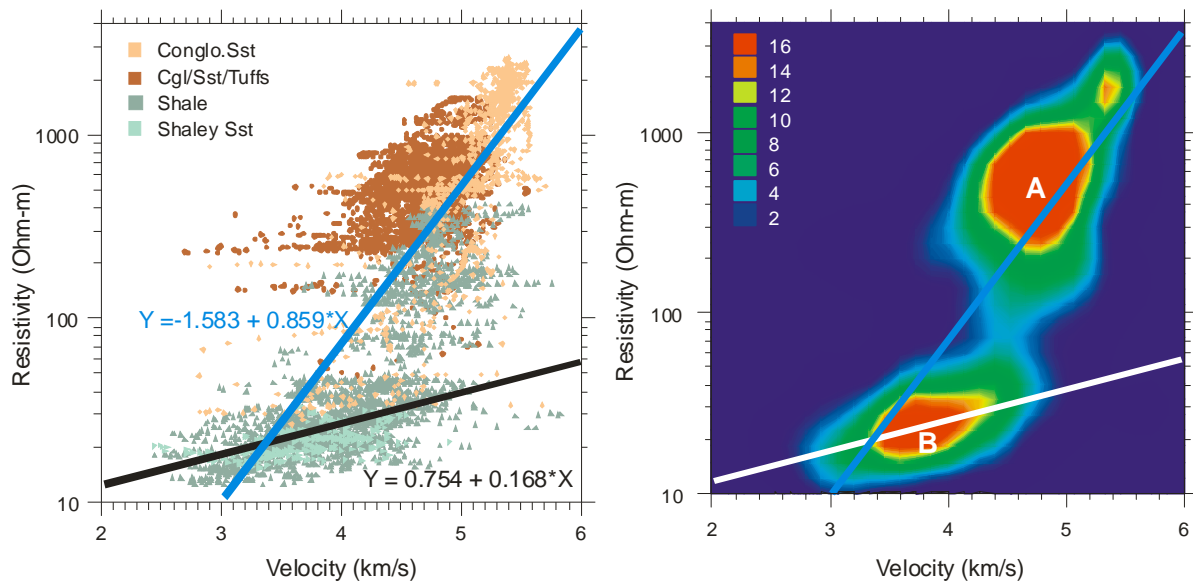 Conglo.Sst
Cgl/Sst/Tuffs
Shale
Shaley Sst
1000
100
10
Resistivity (Ohm-m)
Y =-1.583 + 0.859*X
Y = 0.754 + 0.168*X
2 3 4 5 6
Velocity (km/s)
16
14
12
10
8
6
4
2
A
B
1000
100
10
Resistivity (Ohm-m)
2 3 4 5 6
Velocity (km/s)